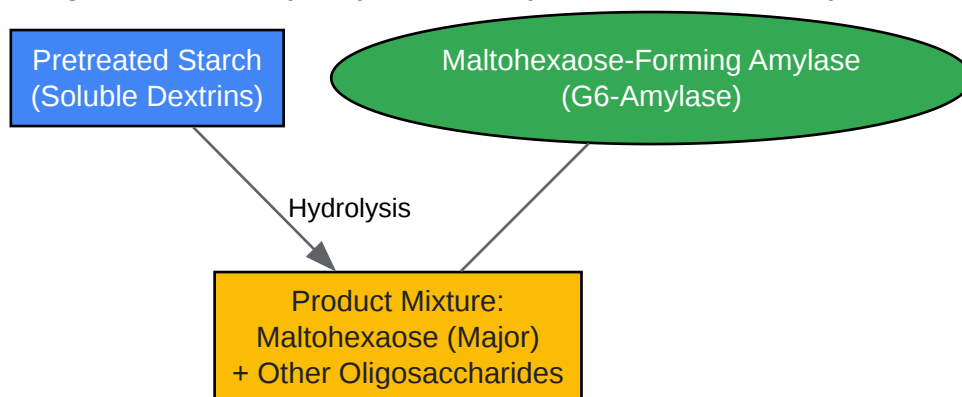 Pretreated Starch
(Soluble Dextrins)
Maltohexaose-Forming Amylase
(G6-Amylase)
Hydrolysis
Product Mixture:
Maltohexaose (Major)
+ Other Oligosaccharides